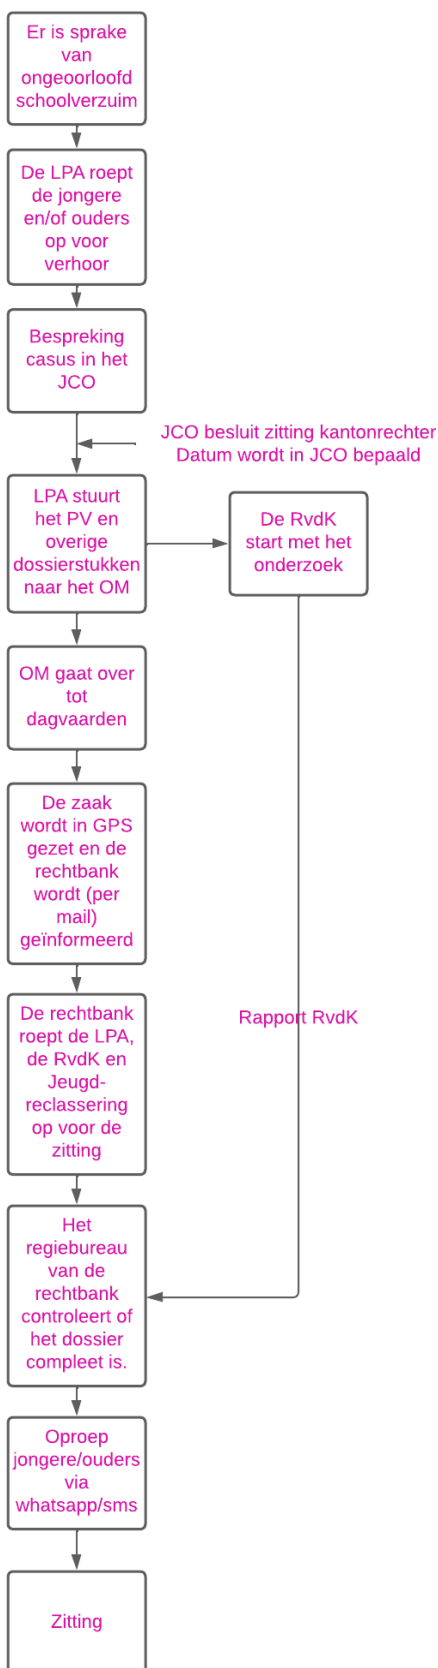 Er is sprake
van
ongeoorloofd
schoolverzuim
De LPA roept
de jongere
en/of ouders
op voor
verhoor
Bespreking
casus in het
JCO
JCO besluit zitting kantonrechter
Datum wordt in JCO bepaald
LPA stuurt
het PV en
overige
dossierstukken
naar het OM
De RvdK
start met het
onderzoek
OM gaat over
tot
dagvaarden
De zaak
wordt in GPS
gezet en de
rechtbank
wordt (per
mail)
geïnformeerd
De rechtbank
roept de LPA,
de RvdK en
Jeugd-
reclassering
op voor de
zitting
Rapport RvdK
Het
regiebureau
van de
rechtbank
controleert of
het dossier
compleet is.
Oproep
jongere/ouders
via
whatsapp/sms
Zitting